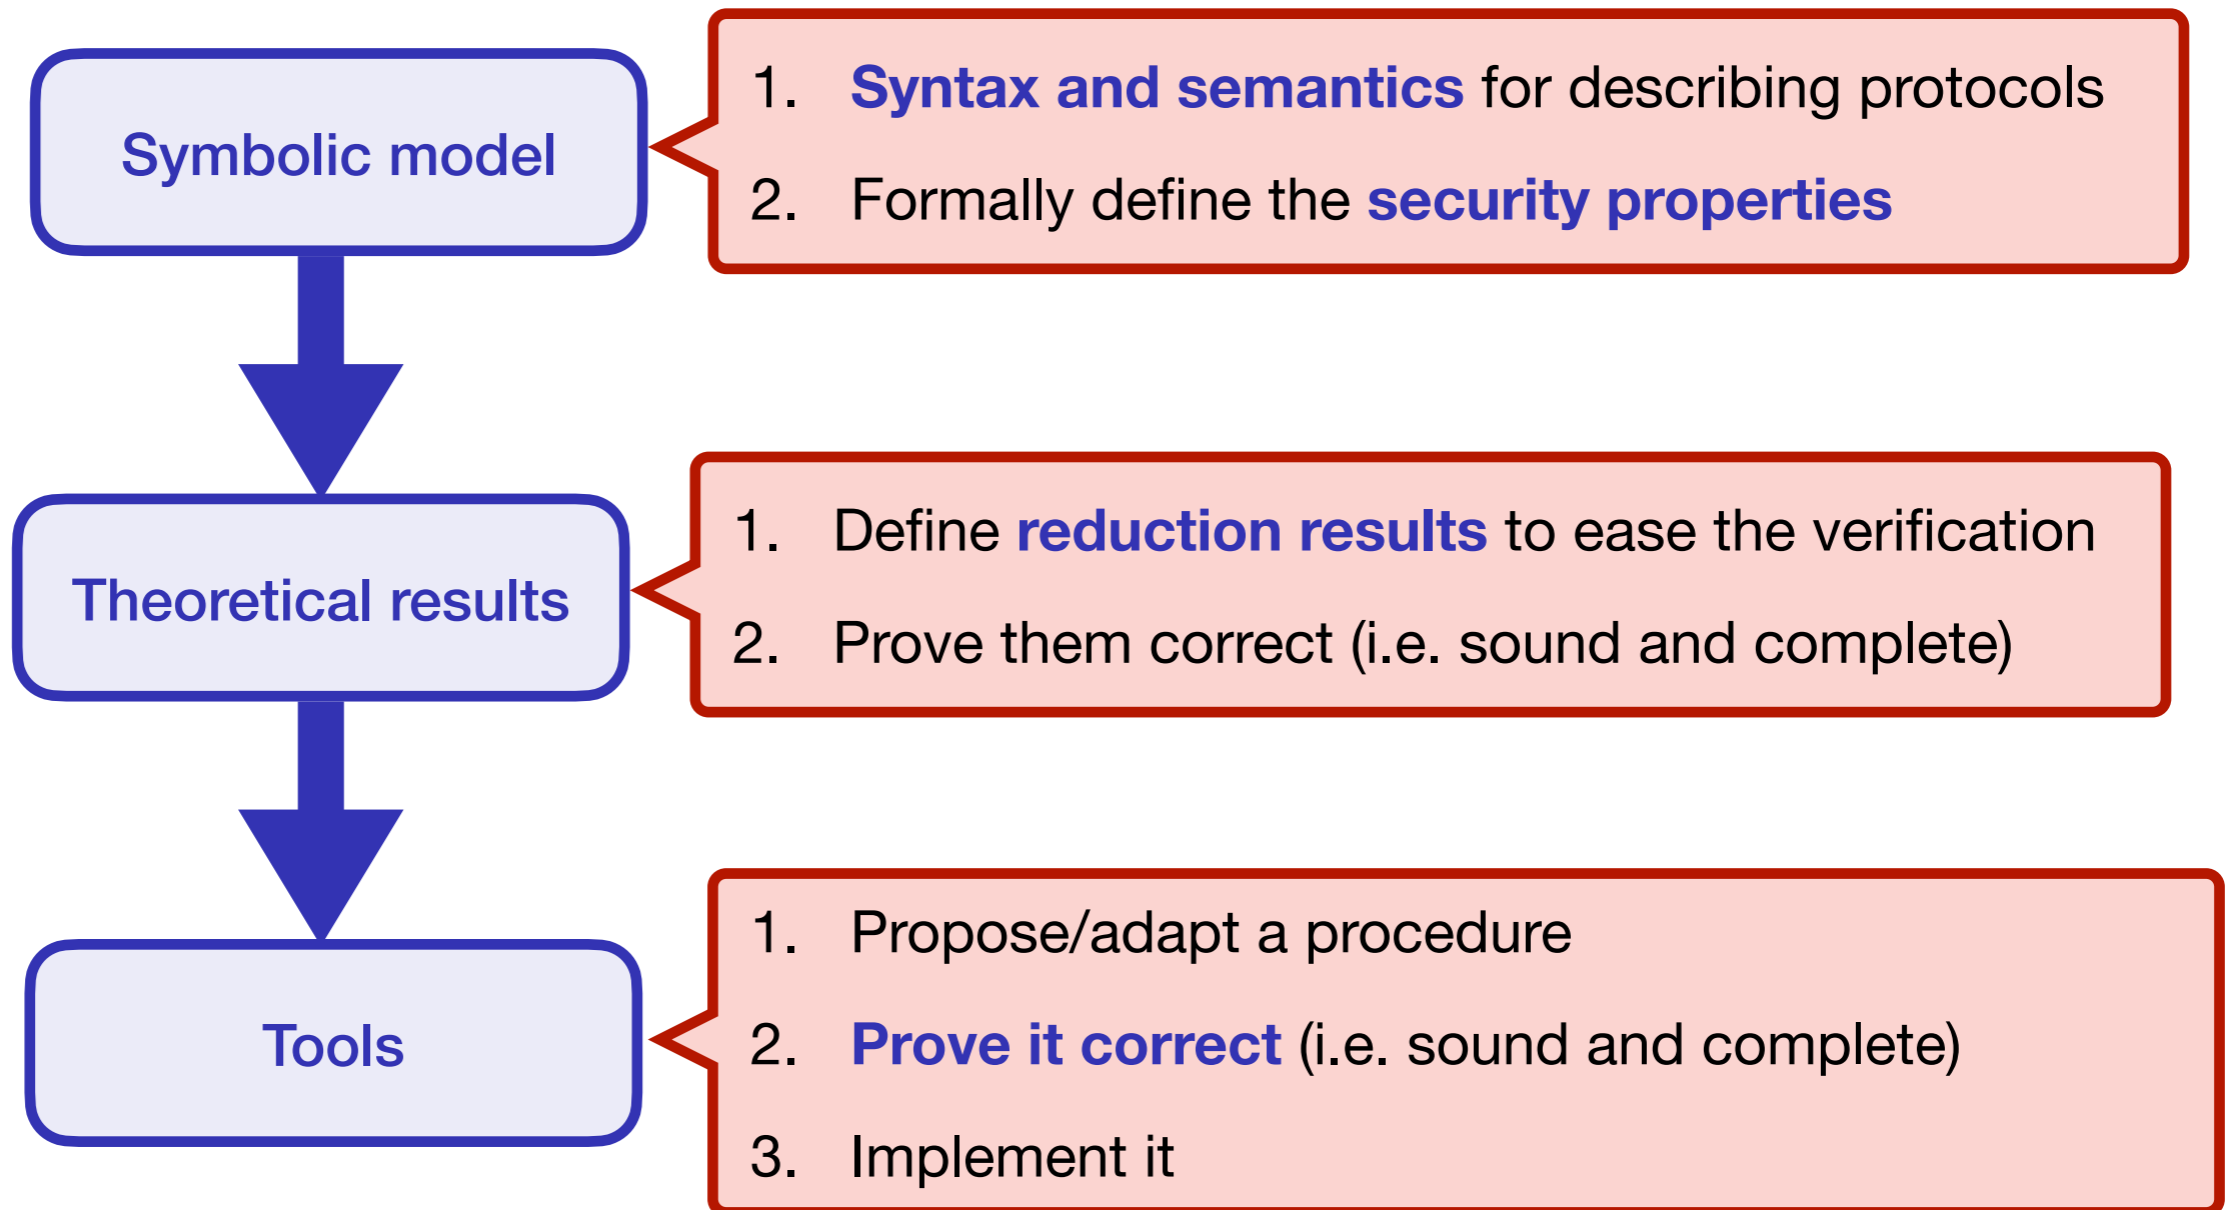 Symbolic model
1. Syntax and semantics for describing protocols
2. Formally define the security properties
Theoretical results
1. Define reduction results to ease the verification
2. Prove them correct (i.e. sound and complete)
Tools
1. Propose/adapt a procedure
2. Prove it correct (i.e. sound and complete)
3. Implement it